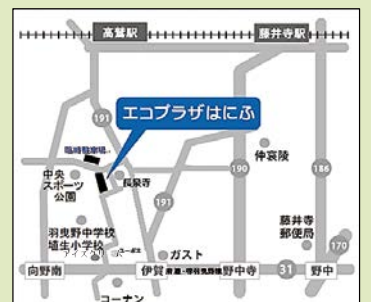 高鷲駅
藤井寺駅
191
エコプラザはにふ
臨時駐車場
中央
スポーツ
公園
長泉寺
190
仲哀陵
186
191
羽曳野中学校
埴生小学校
藤井寺
郵便局
170
ガスト
向野南
伊賀
野中寺
31
野中
コーナン